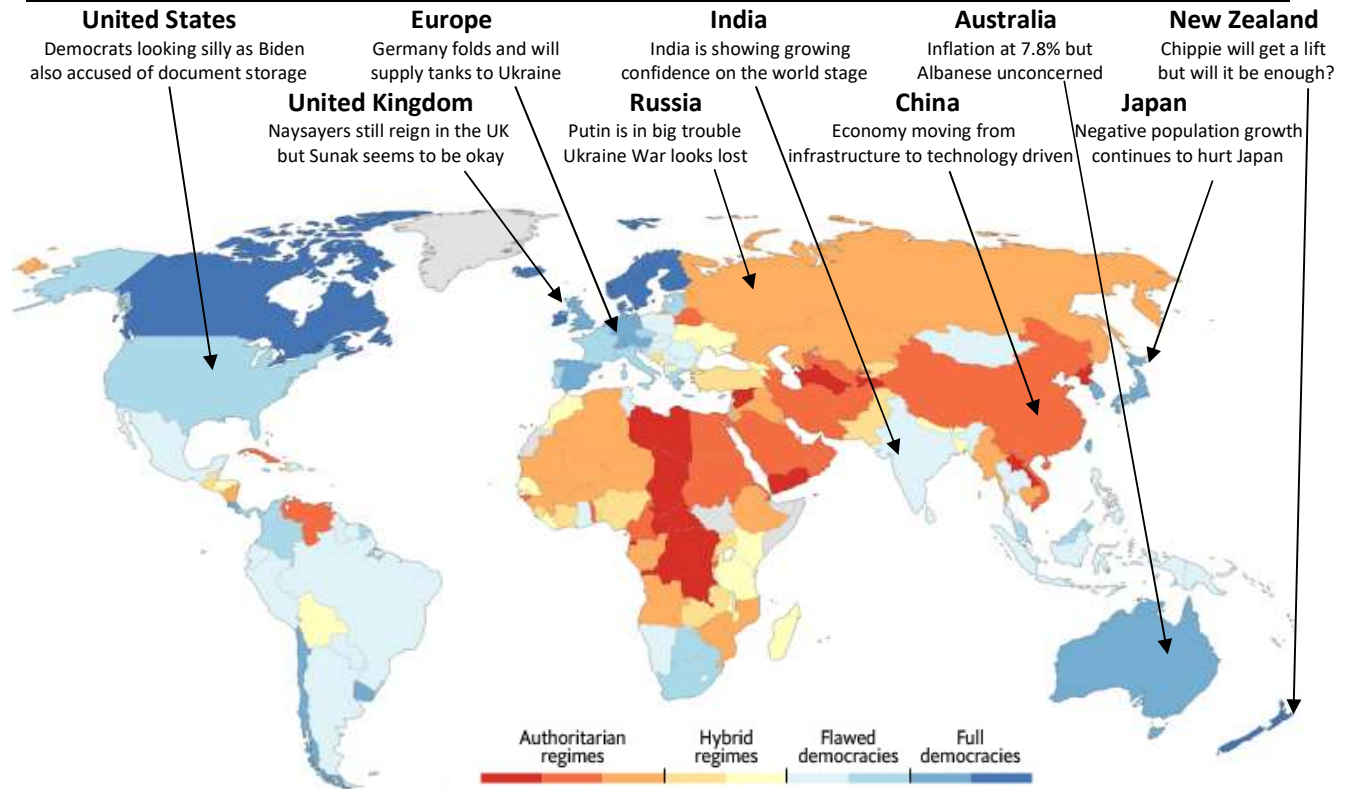 United States
Democrats looking silly as Biden
also accused of document storage
Europe
Germany folds and will
supply tanks to Ukraine
India
India is showing growing
confidence on the world stage
Australia
Inflation at 7.8% but
Albanese unconcerned
New Zealand
Chippie will get a lift
but will it be enough?
United Kingdom
Naysayers still reign in the UK
but Sunak seems to be okay
Russia
Putin is in big trouble
Ukraine War looks lost
China
Economy moving from
infrastructure to technology driven
Japan
Negative population growth
continues to hurt Japan
Authoritarian
regimes
Hybrid
regimes
Flawed
democracies
Full
democracies